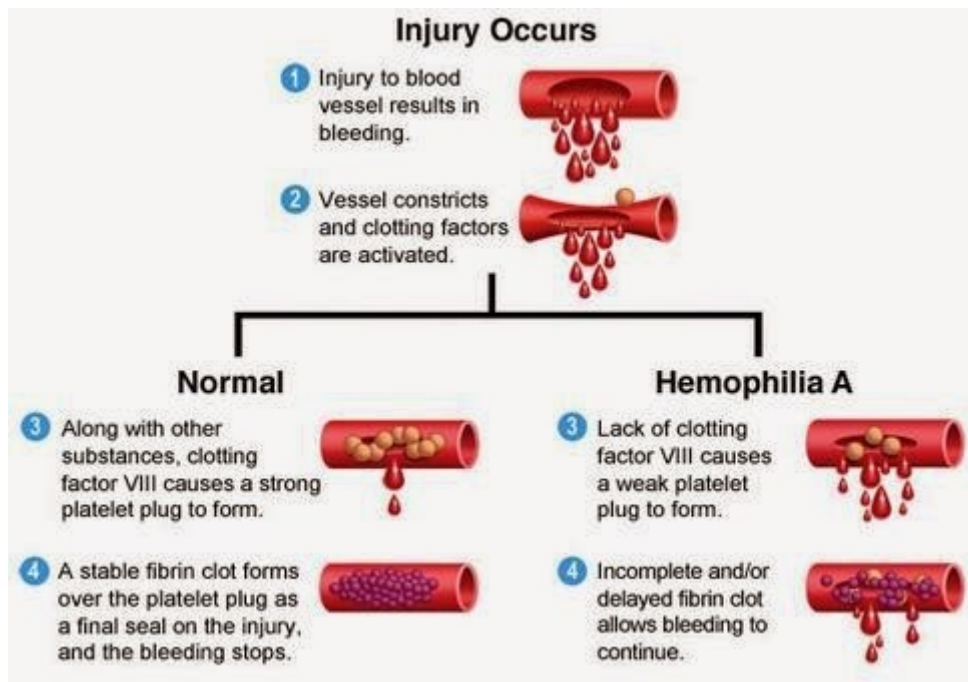 Injury Occurs
1 Injury to blood
vessel results in
bleeding.
2 Vessel constricts
and clotting factors
are activated.
Normal
3 Along with other
substances, clotting
factor VIII causes a strong
platelet plug to form.
4 A stable fibrin clot forms
over the platelet plug as
a final seal on the injury,
and the bleeding stops.
Hemophilia A
3 Lack of clotting
factor VIII causes
a weak platelet
plug to form.
4 Incomplete and/or
delayed fibrin clot
allows bleeding to
continue.